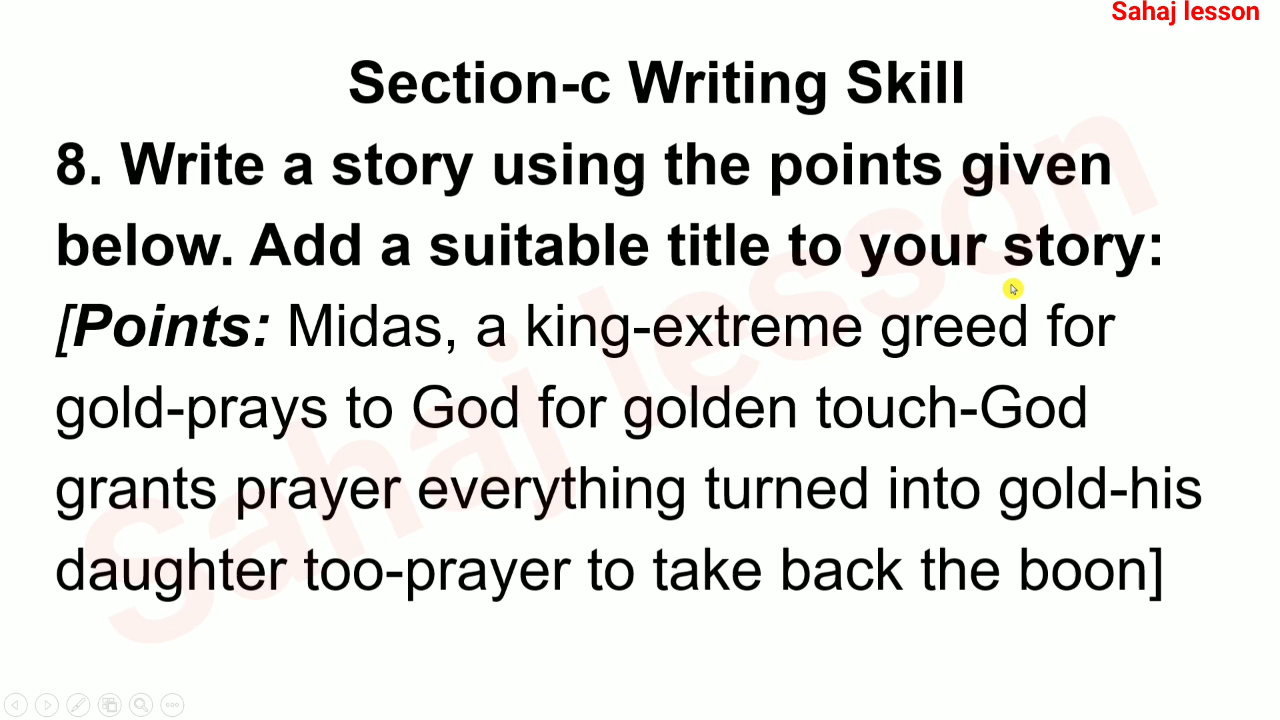 Sahaj lesson
Section-c Writing Skill
8. Write a story using the points given
below. Add a suitable title to your story:
[Points: Midas, a king-extreme greed for
gold-prays to God for golden touch-God
grants prayer everything turned into gold-his
daughter too-prayer to take back the boon]
Sahaj lesson